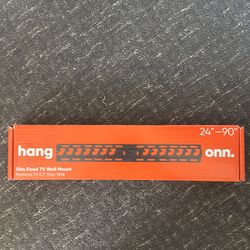 24"–90"
hang
onn.
Slim Fixed TV Wall Mount